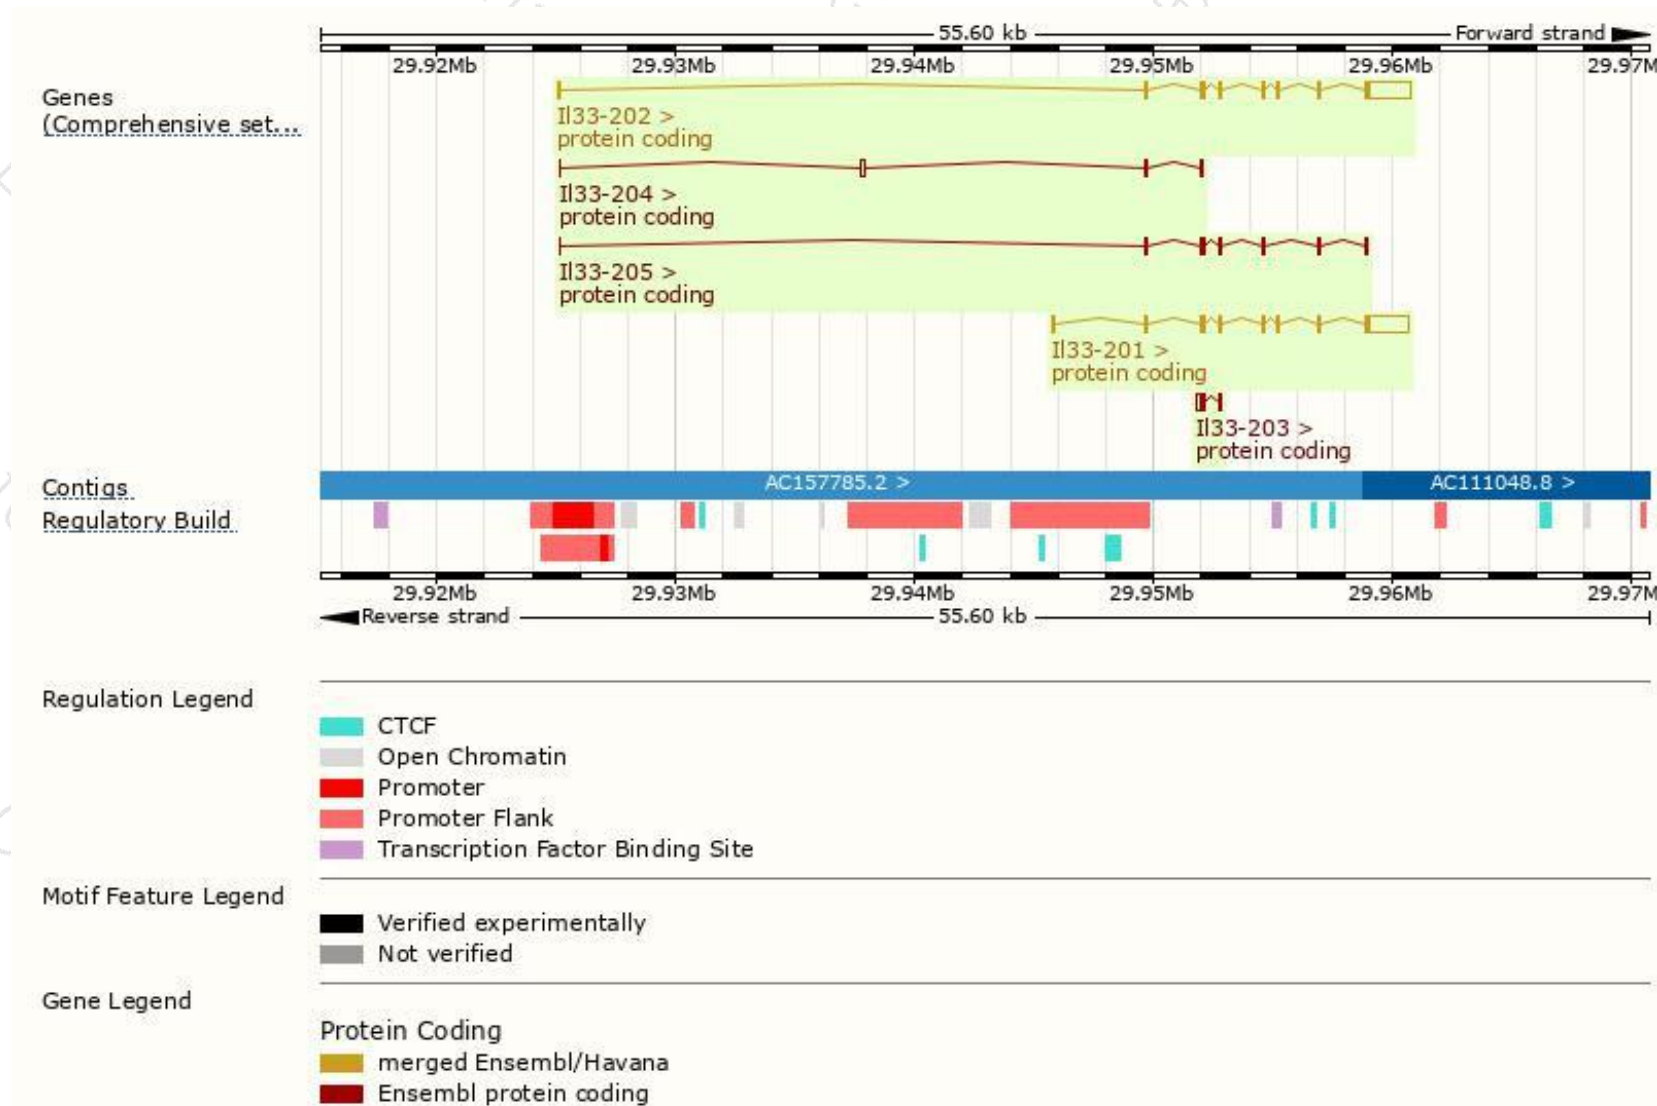 55.60 kb Forward strand
29.92Mb 29.93Mb 29.94Mb 29.95Mb 29.96Mb 29.97M
Genes
(Comprehensive set...
Il33-202 >
protein coding
Il33-204 >
protein coding
Il33-205 >
protein coding
Il33-201 >
protein coding
Il33-203 >
protein coding
Contigs AC157785.2 > AC111048.8 >
Regulatory Build
29.92Mb 29.93Mb 29.94Mb 29.95Mb 29.96Mb 29.97M
Reverse strand 55.60 kb
Regulation Legend
CTCF
Open Chromatin
Promoter
Promoter Flank
Transcription Factor Binding Site
Motif Feature Legend
Verified experimentally
Not verified
Gene Legend
Protein Coding
merged Ensembl/Havana
Ensembl protein coding